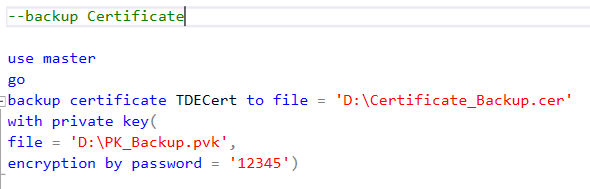 --backup Certificate
use master
go
backup certificate TDECert to file = 'D:\Certificate_Backup.cer'
with private key(
file = 'D:\PK_Backup.pvk',
encryption by password = '12345')